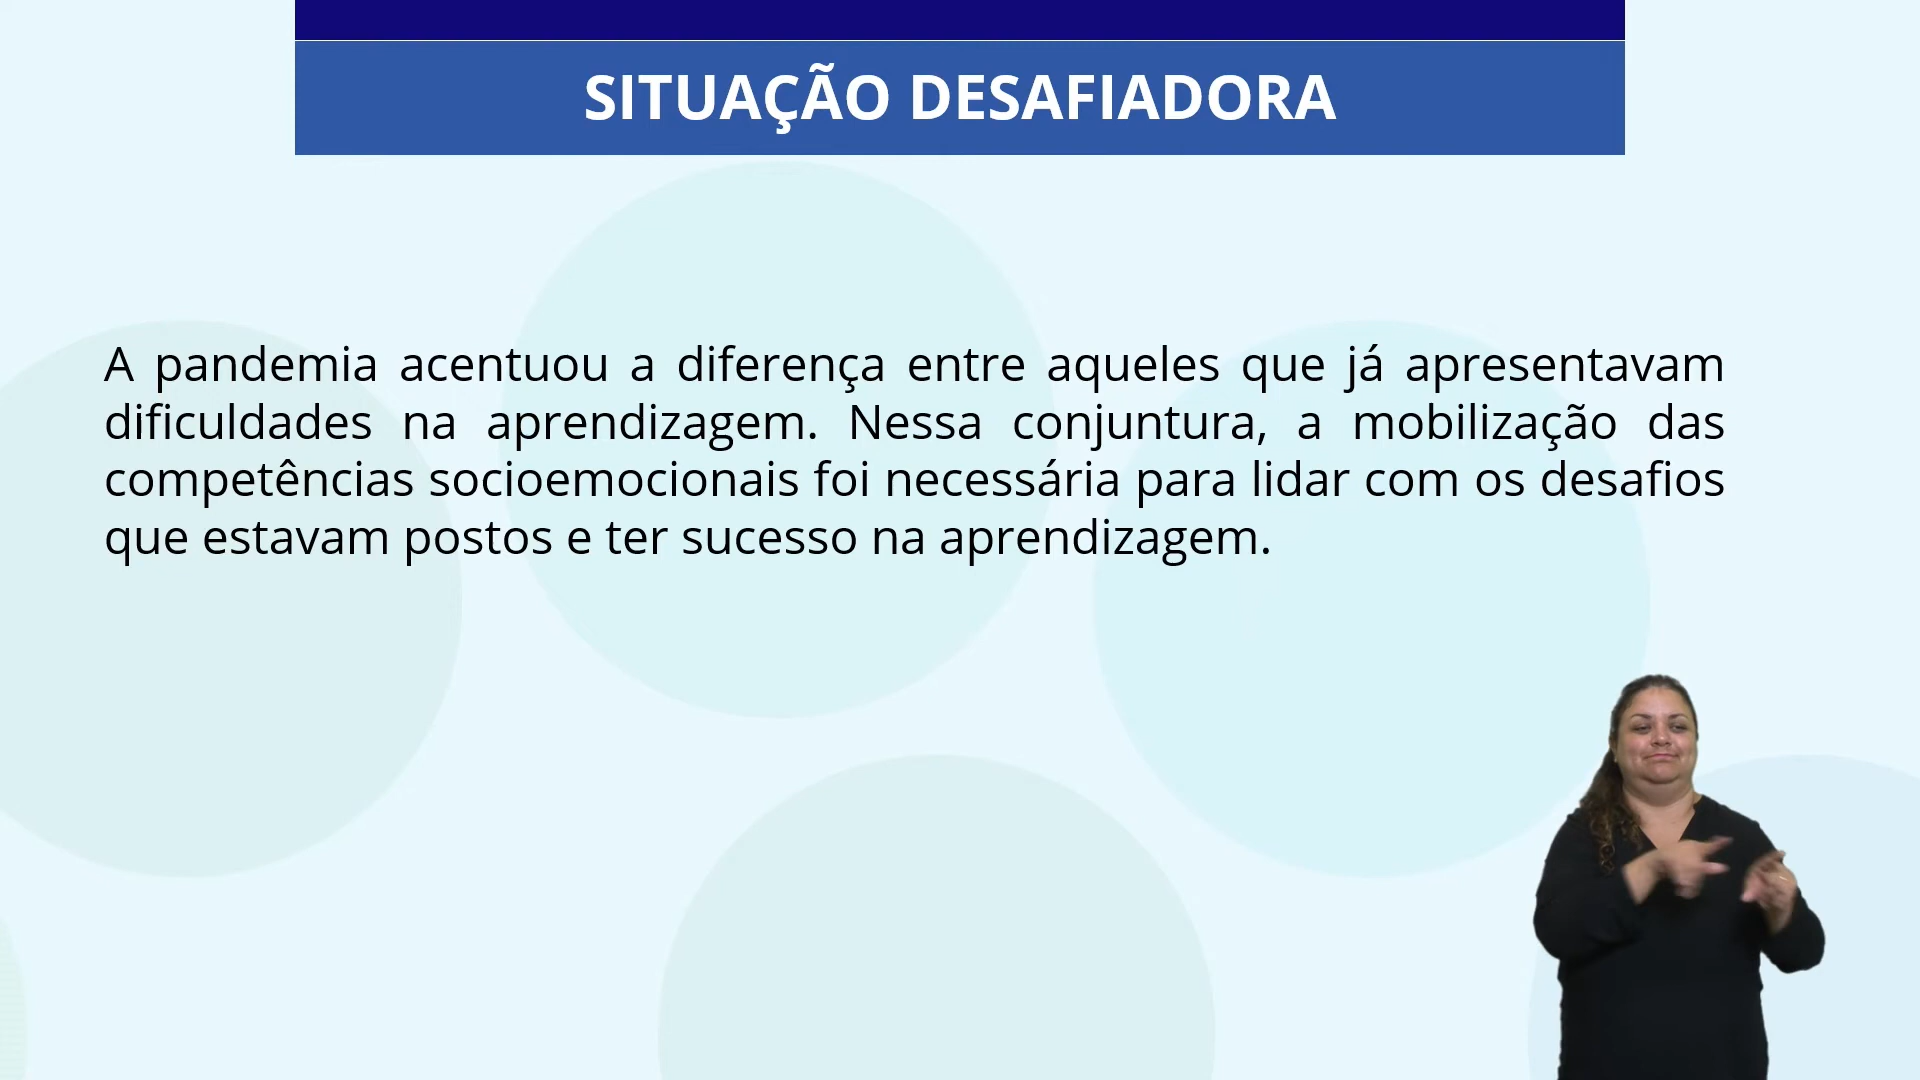 SITUAÇÃO DESAFIADORA
A pandemia acentuou a diferença entre aqueles que já apresentavam
dificuldades na aprendizagem. Nessa conjuntura, a mobilização das
competências socioemocionais foi necessária para lidar com os desafios
que estavam postos e ter sucesso na aprendizagem.